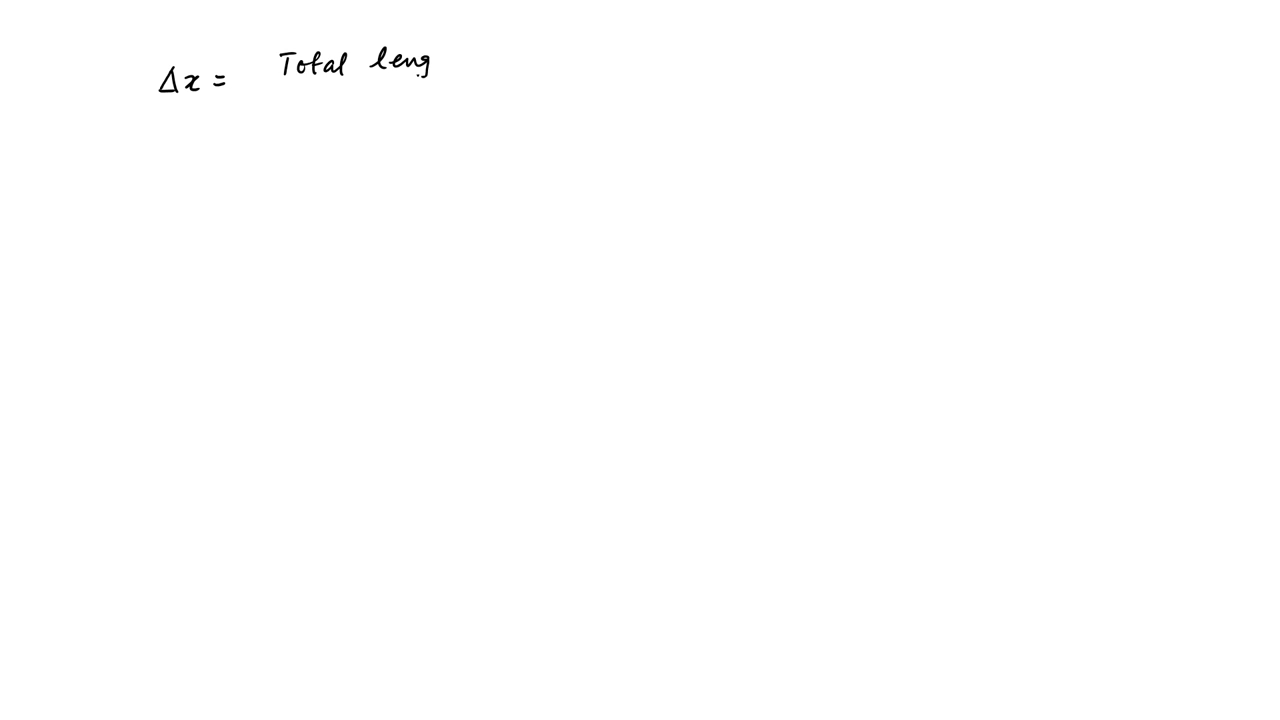 Δx = Total leng